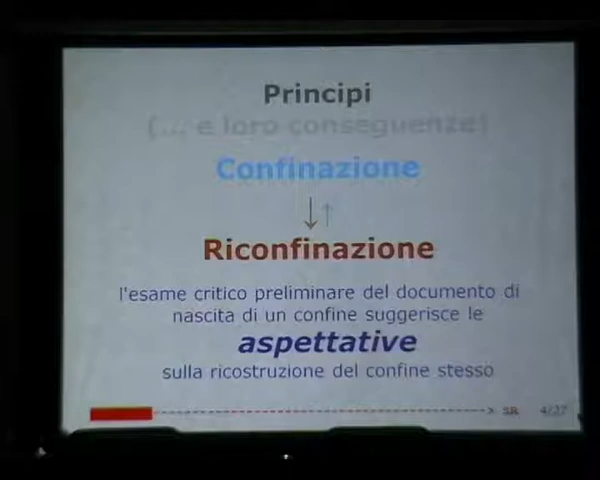 Principi
(... e loro conseguenze)
Confinazione
Riconfinazione
l'esame critico preliminare del documento di
nascita di un confine suggerisce le
aspettative
sulla ricostruzione del confine stesso
SR 4/27